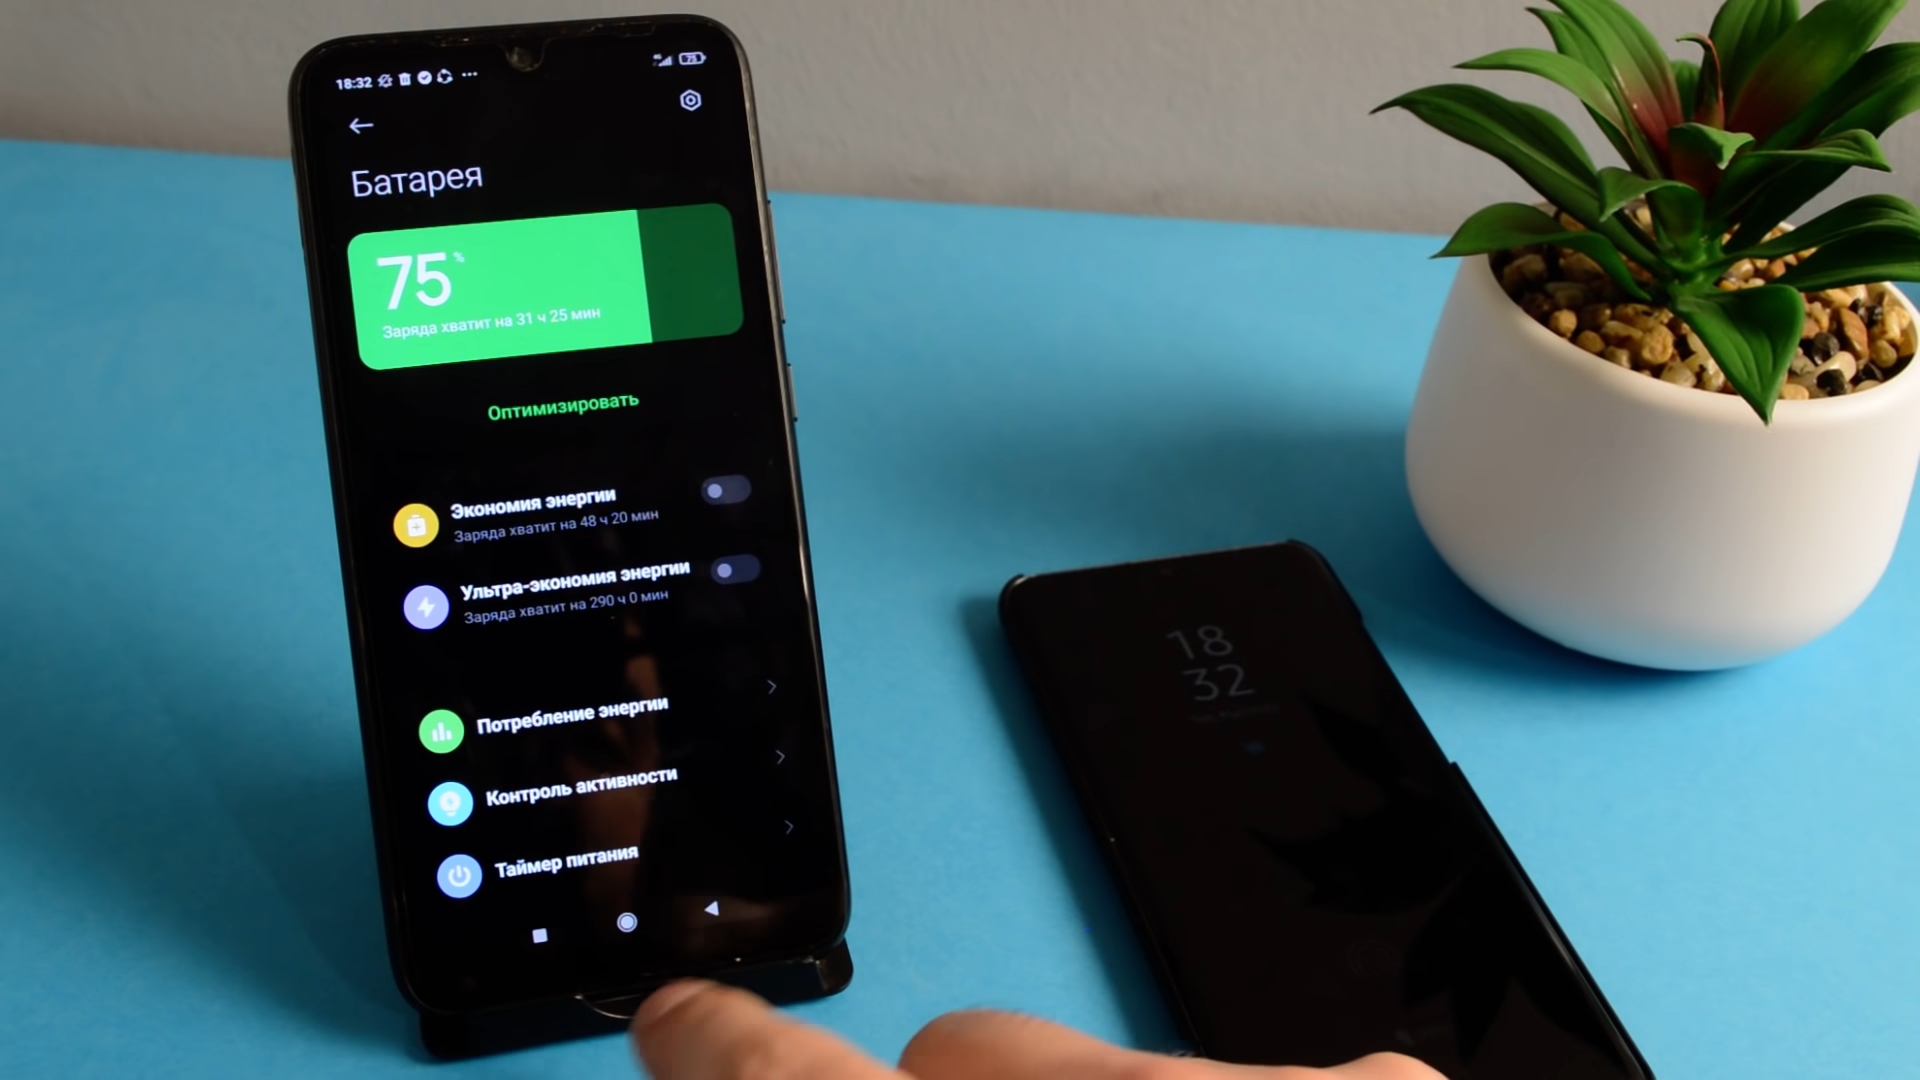 18:32
75
Батарея
75 %
Заряда хватит на 31 ч 25 мин
Оптимизировать
Экономия энергии
Заряда хватит на 48 ч 20 мин
Ультра-экономия энергии
Заряда хватит на 290 ч 0 мин
Потребление энергии
Контроль активности
Таймер питания
18
32